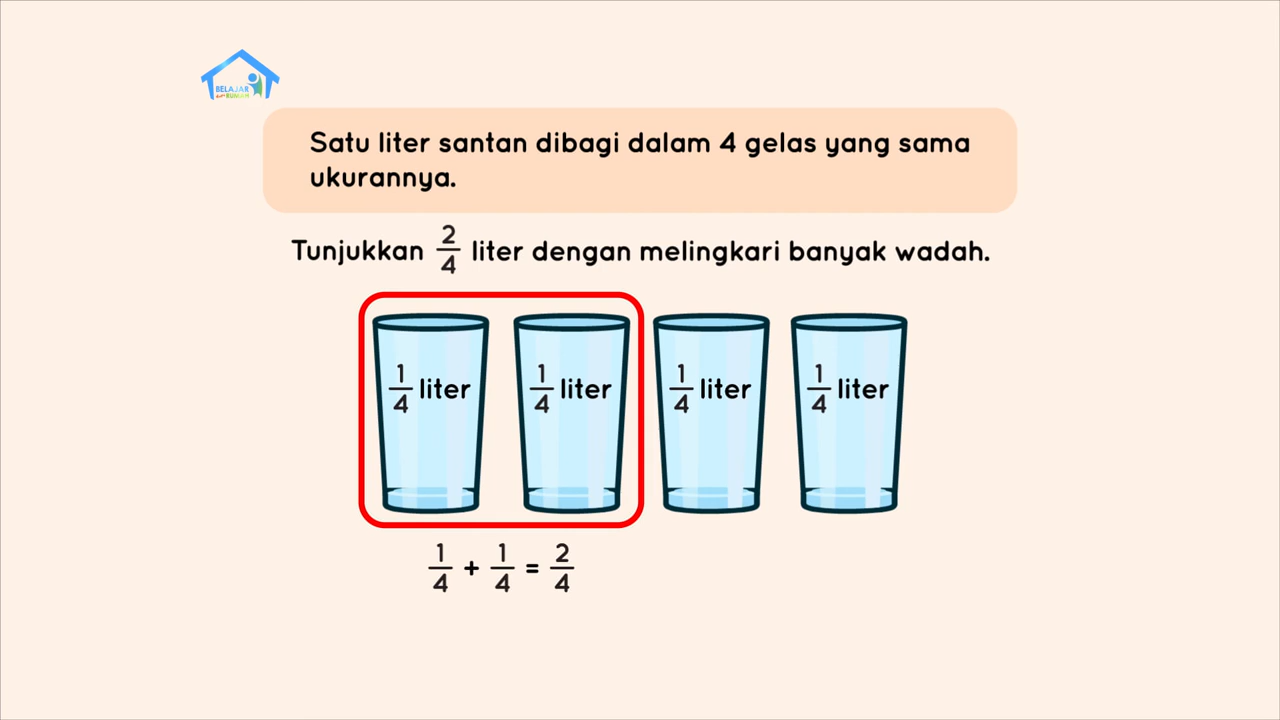 BELAJAR
dari RUMAH
Satu liter santan dibagi dalam 4 gelas yang sama
ukurannya.
Tunjukkan 2/4 liter dengan melingkari banyak wadah.
1/4 liter 1/4 liter 1/4 liter 1/4 liter
1/4 + 1/4 = 2/4